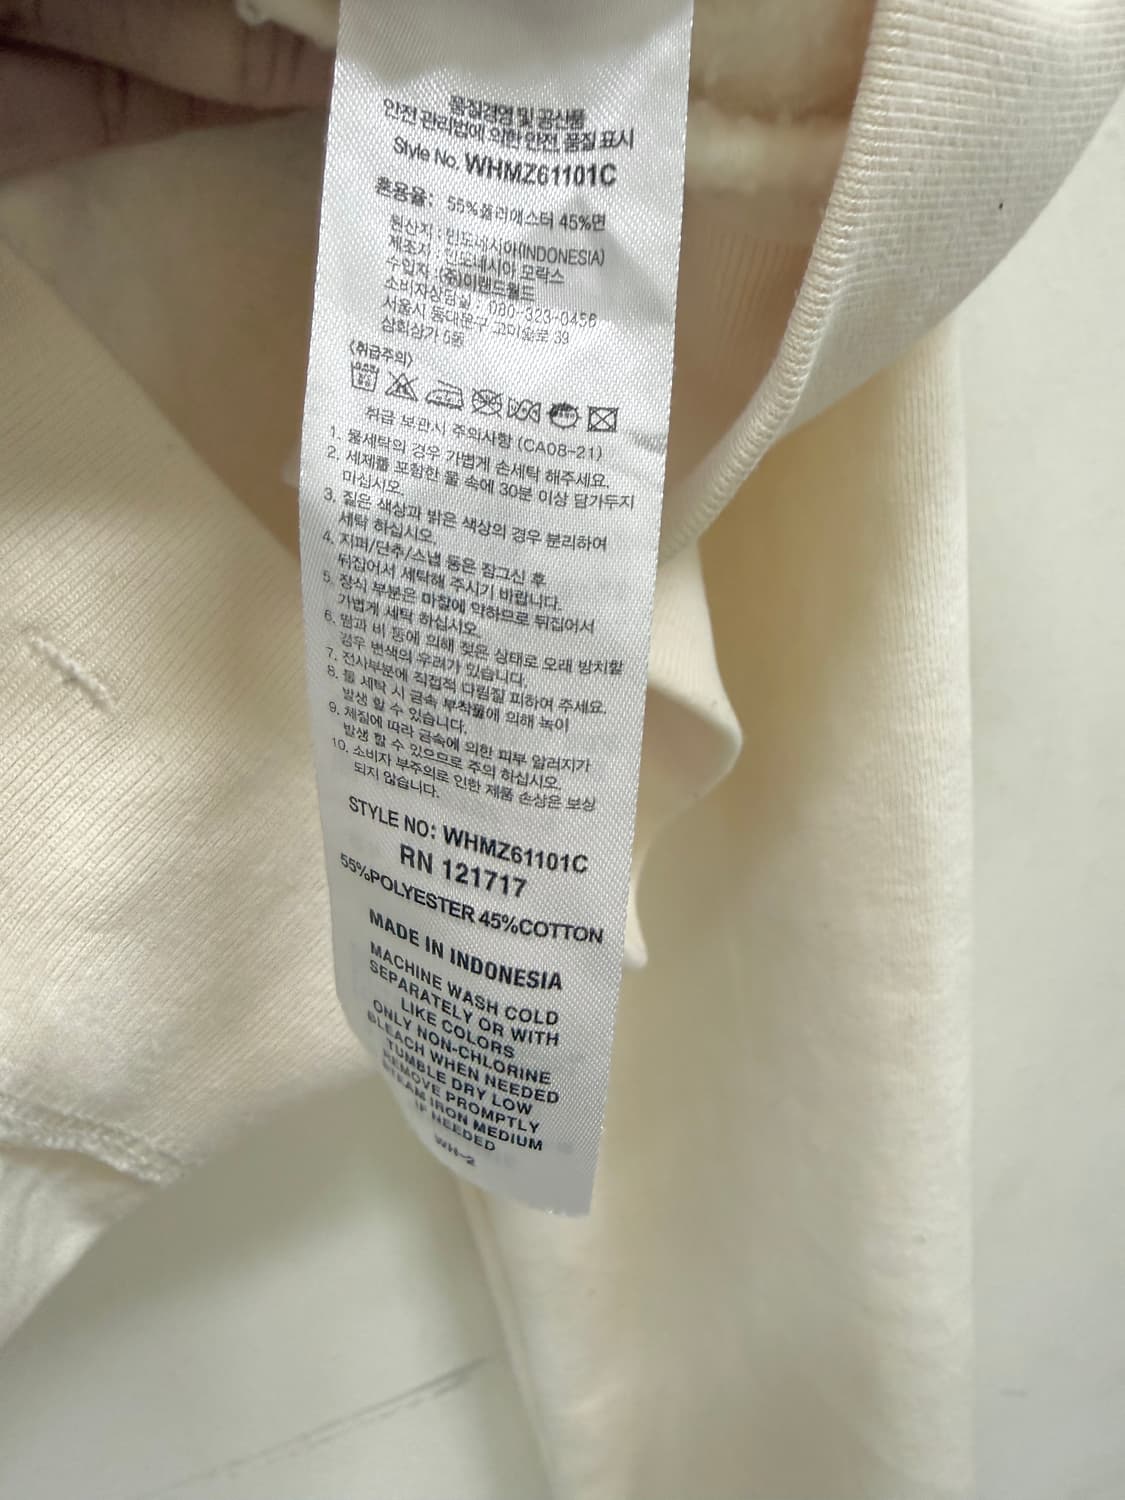 품질경영 및 공산품
안전 관리법에 의한 안전 품질 표시
Style No. WHMZ61101C
혼용율: 55%폴리에스터 45%면
원산지 : 인도네시아(INDONESIA)
제조자 : 인도네시아 모락스
수입자 : (주)이랜드월드
소비자상담실 : 080-323-0456
서울시 동대문구 고미술로 39
삼희상가 6동
<취급주의>
취급 보관시 주의사항 (CA08-21)
1. 물세탁의 경우 가볍게 손세탁 해주세요.
2. 세제를 포함한 물 속에 30분 이상 담가두지
마십시오.
3. 짙은 색상과 밝은 색상의 경우 분리하여
세탁 하십시오.
4. 지퍼/단추/스냅 등은 잠그신 후
뒤집어서 세탁해 주시기 바랍니다.
5. 장식 부분은 마찰에 약하므로 뒤집어서
가볍게 세탁 하십시오.
6. 땀과 비 등에 의해 젖은 상태로 오래 방치할
경우 변색의 우려가 있습니다.
7. 전사부분에 직접적 다림질 피하여 주세요.
8. 물 세탁 시 금속 부착물에 의해 녹이
발생 할 수 있습니다.
9. 체질에 따라 금속에 의한 피부 알러지가
발생 할 수 있으므로 주의 하십시오.
10. 소비자 부주의로 인한 제품 손상은 보상
되지 않습니다.
STYLE NO: WHMZ61101C
RN 121717
55%POLYESTER 45%COTTON
MADE IN INDONESIA
MACHINE WASH COLD
SEPARATELY OR WITH
LIKE COLORS
ONLY NON-CHLORINE
BLEACH WHEN NEEDED
TUMBLE DRY LOW
REMOVE PROMPTLY
STEAM IRON MEDIUM
IF NEEDED
WH-2